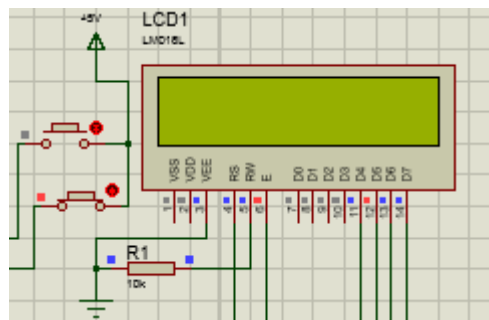 +5V
LCD1
LM016L
VSS VDD VEE RS RW E D0 D1 D2 D3 D4 D5 D6 D7
1 2 3 4 5 6 7 8 9 10 11 12 13 14
R1
10k